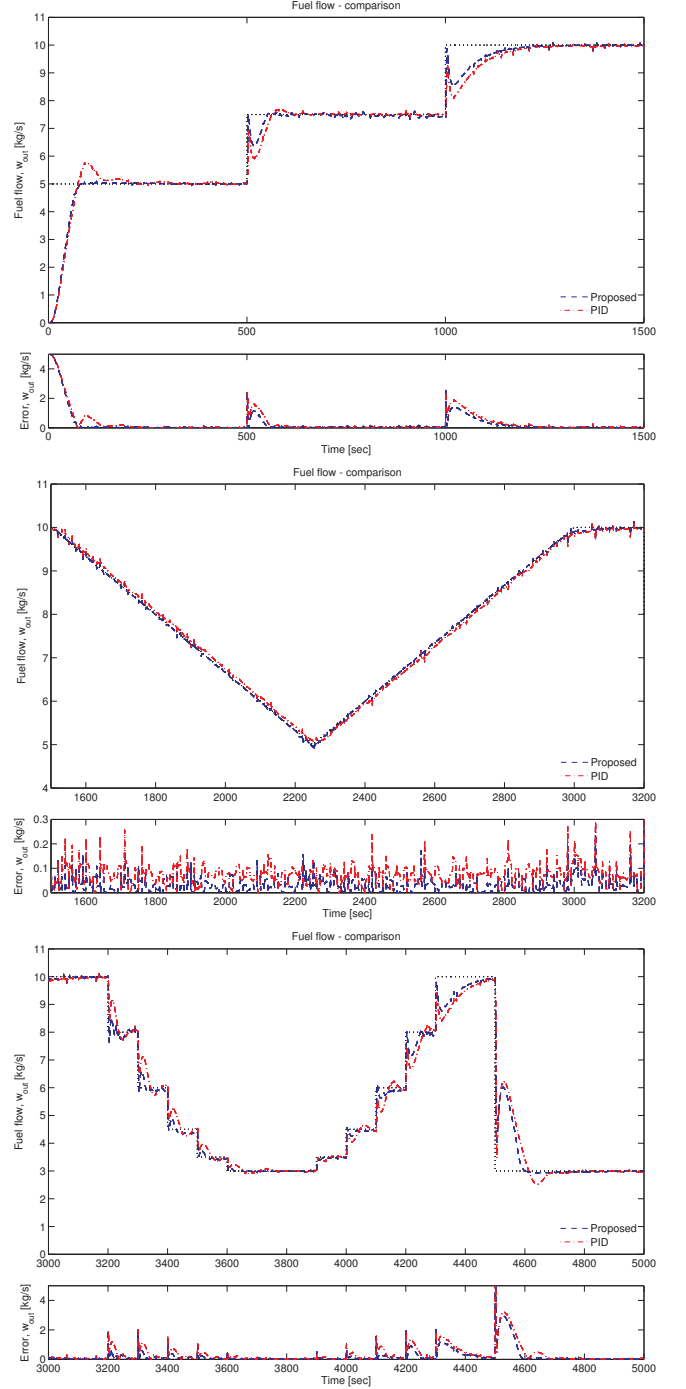 Fuel flow - comparison
11
10
9
8
7
6
5
4
3
2
1
0
Fuel flow, w_out [kg/s]
Proposed
PID
0 500 1000 1500
4
2
0
Error, w_out
0 500 1000 1500
Time [sec]
Fuel flow - comparison
11
10
9
8
7
6
5
4
Fuel flow, w_out [kg/s]
Proposed
PID
1600 1800 2000 2200 2400 2600 2800 3000 3200
0.3
0.2
0.1
0
Error, w_out [kg/s]
1600 1800 2000 2200 2400 2600 2800 3000 3200
Time [sec]
Fuel flow - comparison
11
10
9
8
7
6
5
4
3
2
1
0
Fuel flow, w_out [kg/s]
Proposed
PID
3000 3200 3400 3600 3800 4000 4200 4400 4600 4800 5000
4
2
0
Error, w_out [kg/s]
3000 3200 3400 3600 3800 4000 4200 4400 4600 4800 5000
Time [sec]